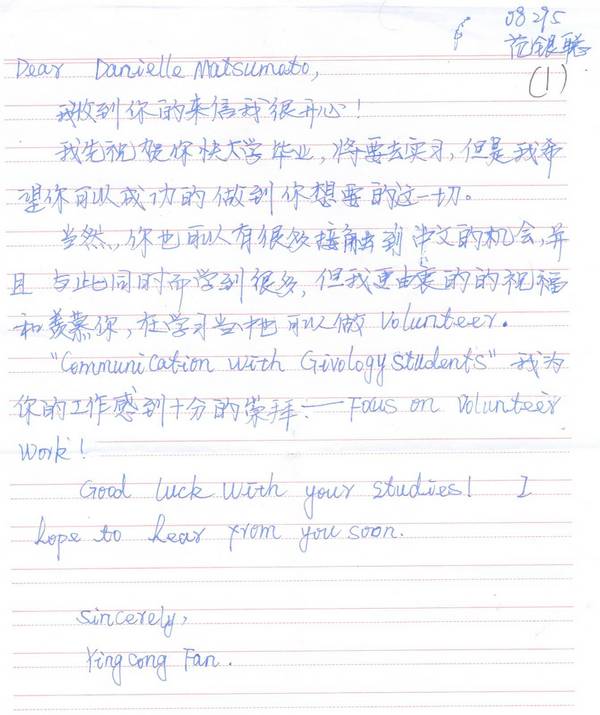 08295
范银聪
(1)
Dear Danielle Matsumato,
我收到你的来信我很开心！
我先祝贺你快大学毕业，将要去实习，但是我希
望你可以成功的做到你想要的这一切。
当然，你也可以有很多接触到中文的机会，并
且与此同时而学到很多，但我更由衷的的祝福
和羡慕你，在学习当中也可以做 Volunteer.
"Communication with Givology students" 我为
你的工作感到十分的崇拜：—— Foucs on Volunteer
Work!
Good luck with your studies! I
hope to hear from you soon.
Sincerely,
Yingcong Fan.